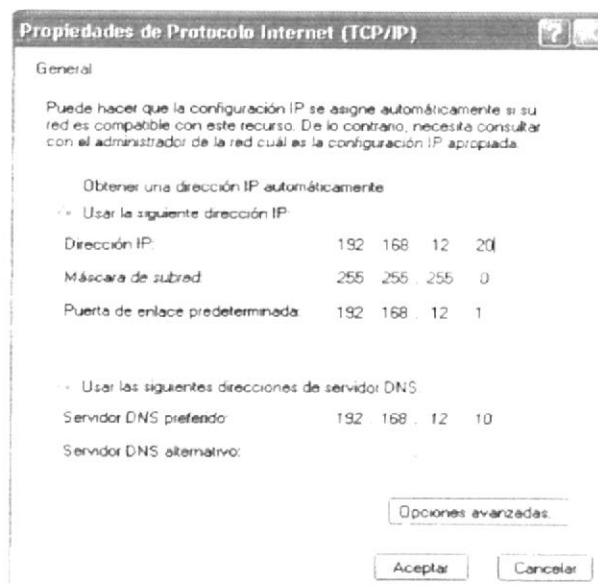 Propiedades de Protocolo Internet (TCP/IP)
General
Puede hacer que la configuración IP se asigne automáticamente si su
red es compatible con este recurso. De lo contrario, necesita consultar
con el administrador de la red cuál es la configuración IP apropiada.
Obtener una dirección IP automáticamente
Usar la siguiente dirección IP:
Dirección IP: 192 168 12 20
Máscara de subred: 255 255 . 255 0
Puerta de enlace predeterminada: 192 168 . 12 1
Usar las siguientes direcciones de servidor DNS:
Servidor DNS preferido: 192 . 168 . 12 10
Servidor DNS alternativo:
Opciones avanzadas.
Aceptar Cancelar